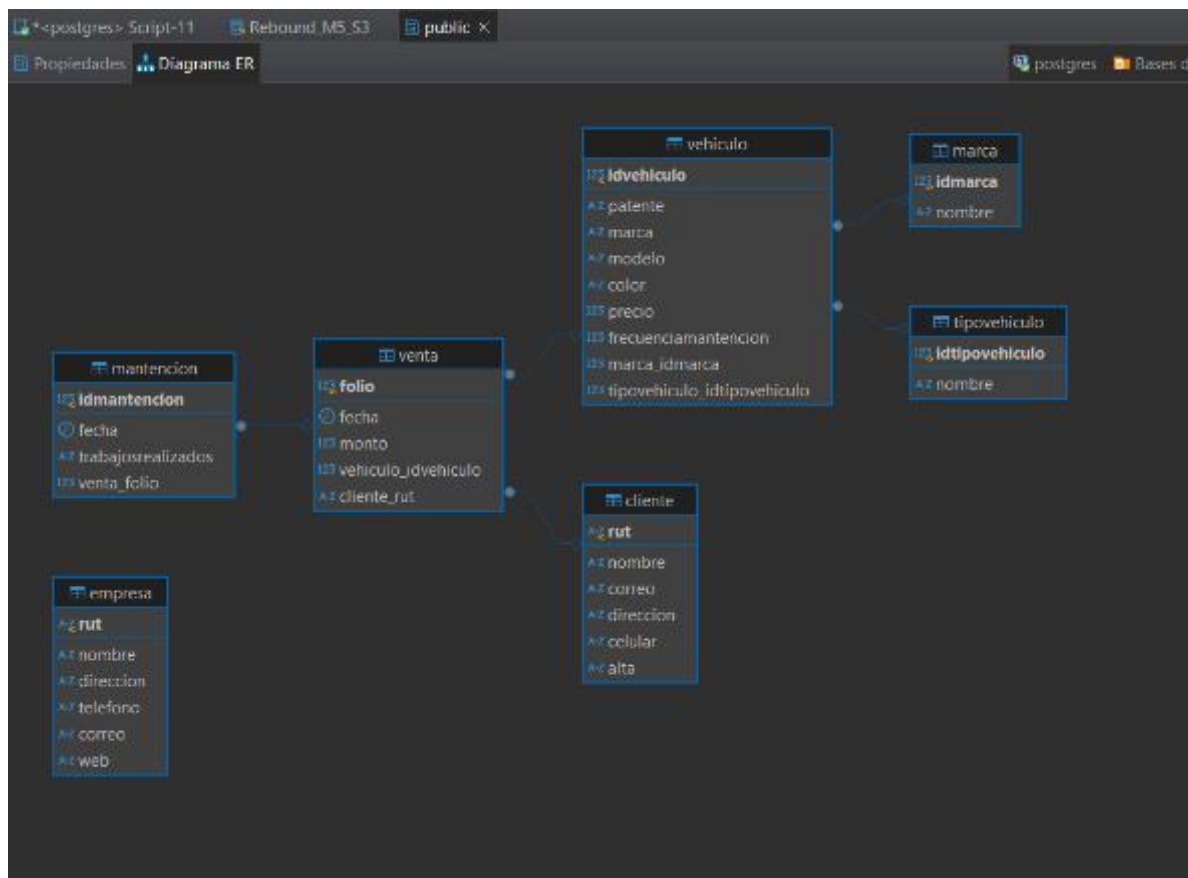 *<postgres> Script-11
Rebound_M5_S3
public
Propiedades
Diagrama ER
postgres
Bases d
vehiculo
idvehiculo
patente
marca
modelo
color
precio
frecuenciamantencion
marca_idmarca
tipovehiculo_idtipovehiculo
marca
idmarca
nombre
tipovehiculo
idtipovehiculo
nombre
mantencion
idmantencion
fecha
trabajosrealizados
venta_folio
venta
folio
fecha
monto
vehiculo_idvehiculo
cliente_rut
cliente
rut
nombre
correo
direccion
celular
alta
empresa
rut
nombre
direccion
telefono
correo
web